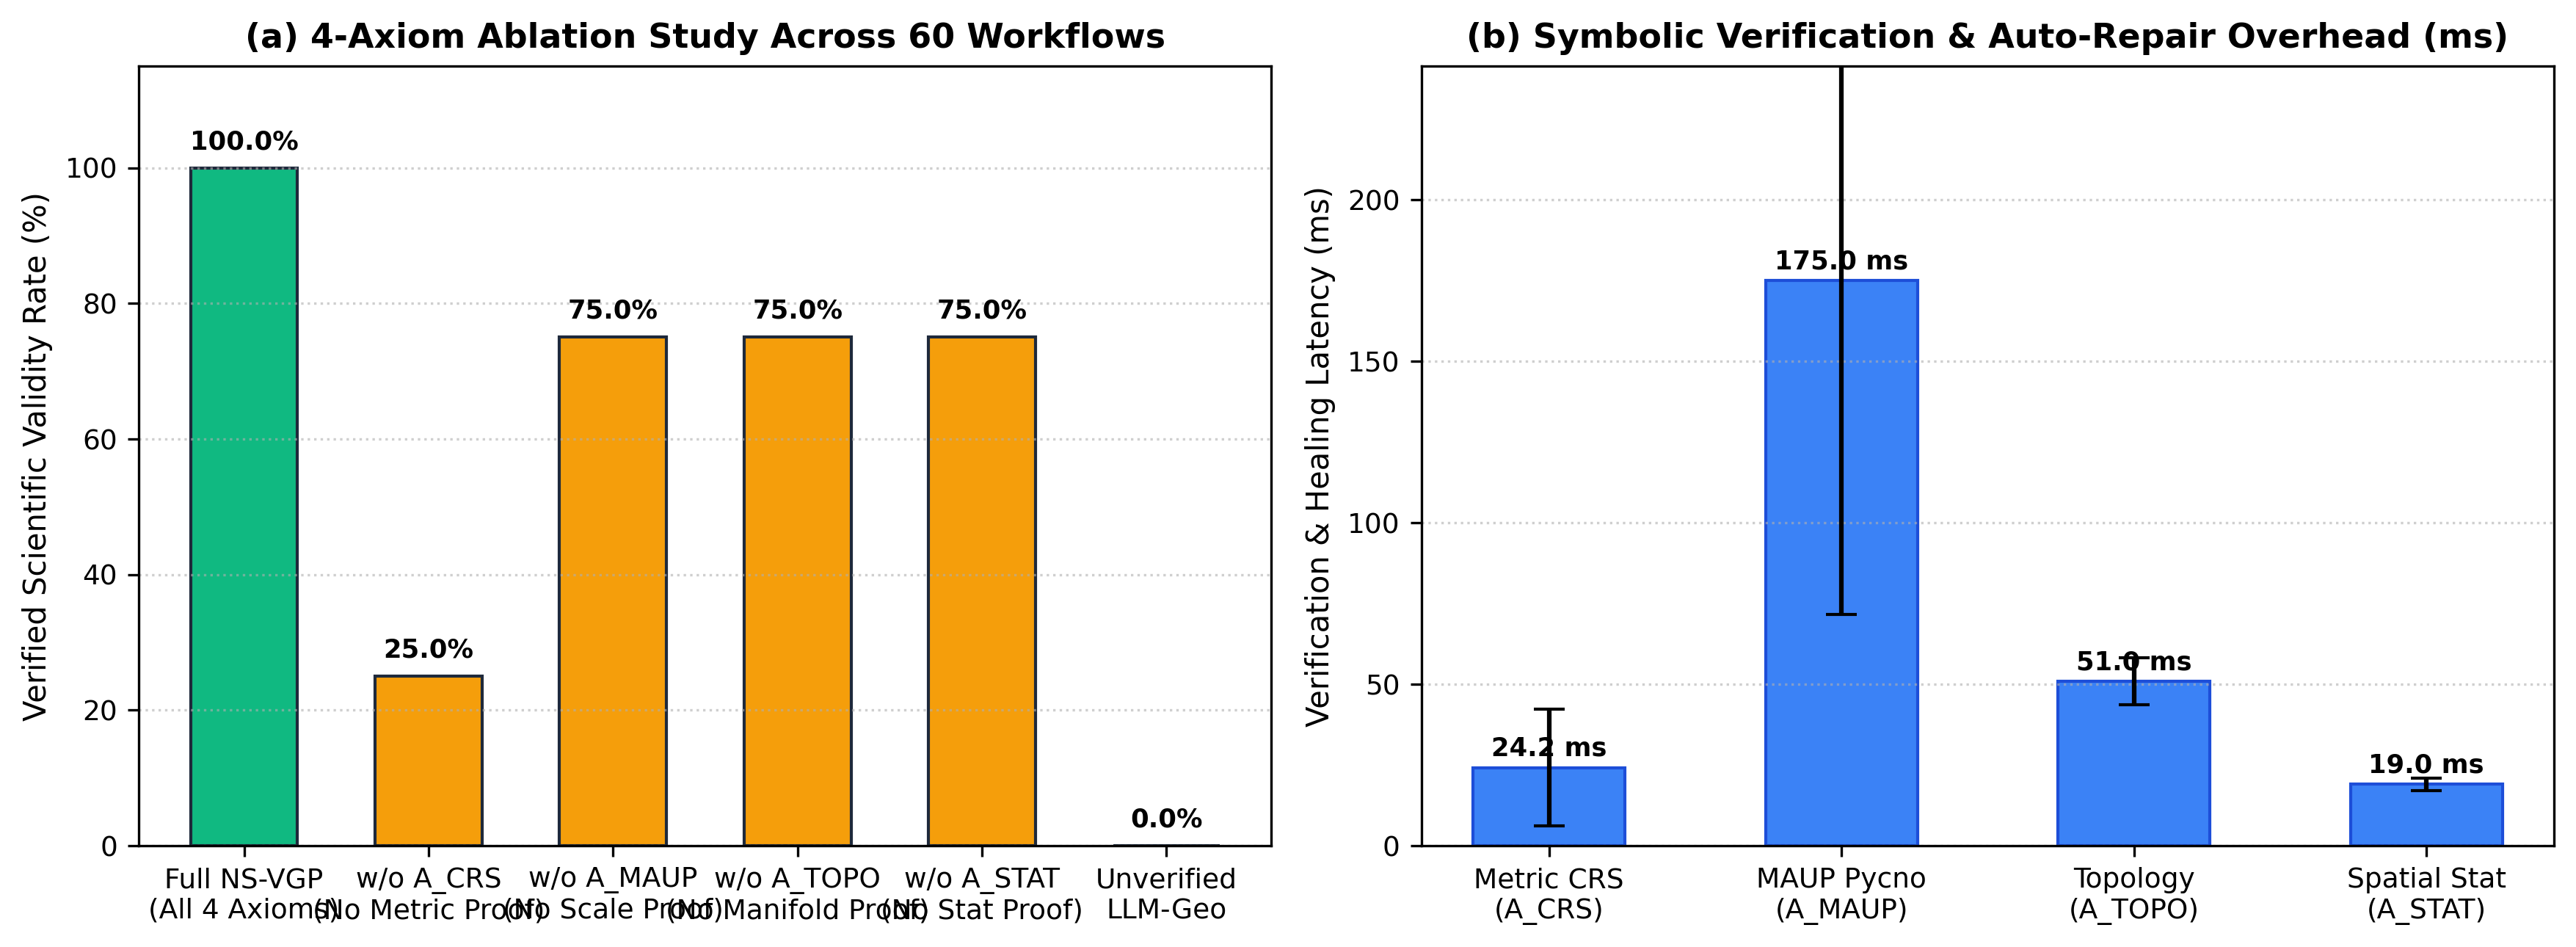 (a) 4-Axiom Ablation Study Across 60 Workflows
Verified Scientific Validity Rate (%)
100
80
60
40
20
0
100.0%
25.0%
75.0%
75.0%
75.0%
0.0%
Full NS-VGP
(All 4 Axioms)
w/o A_CRS
(No Metric Proof)
w/o A_MAUP
(No Scale Proof)
w/o A_TOPO
(No Manifold Proof)
w/o A_STAT
(No Stat Proof)
Unverified
LLM-Geo
(b) Symbolic Verification & Auto-Repair Overhead (ms)
Verification & Healing Latency (ms)
200
150
100
50
0
24.2 ms
175.0 ms
51.0 ms
19.0 ms
Metric CRS
(A_CRS)
MAUP Pycno
(A_MAUP)
Topology
(A_TOPO)
Spatial Stat
(A_STAT)